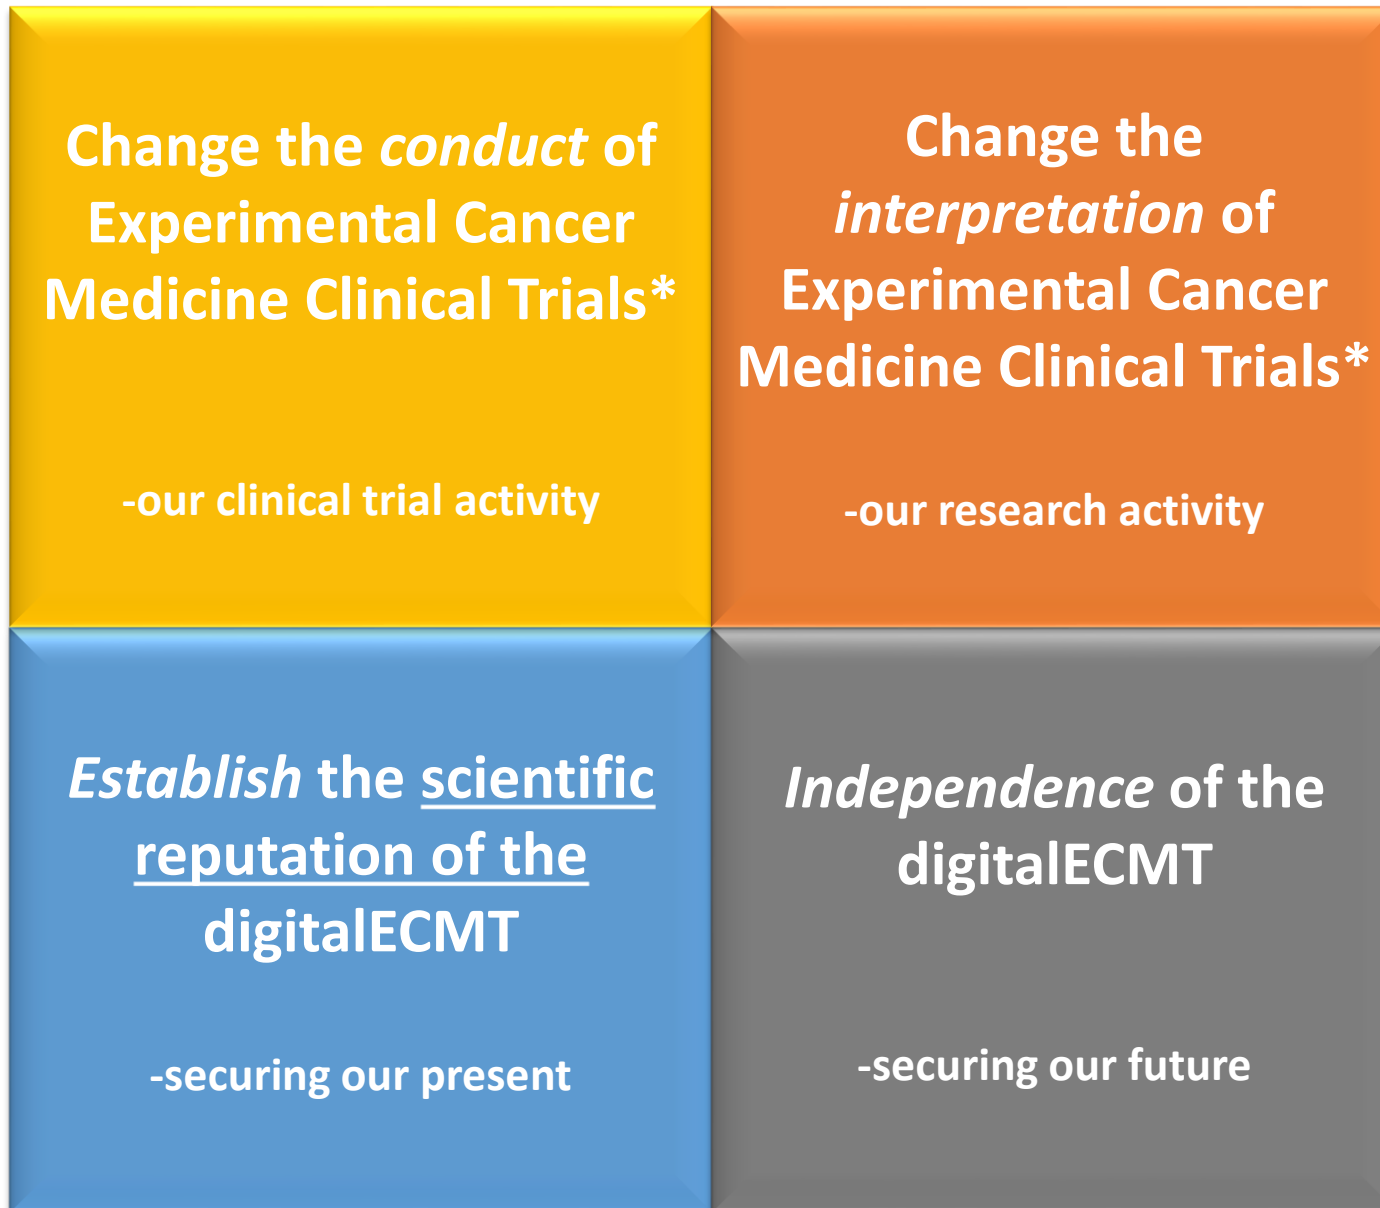 Change the conduct of
Experimental Cancer
Medicine Clinical Trials*
-our clinical trial activity
Change the
interpretation of
Experimental Cancer
Medicine Clinical Trials*
-our research activity
Establish the scientific
reputation of the
digitalECMT
-securing our present
Independence of the
digitalECMT
-securing our future